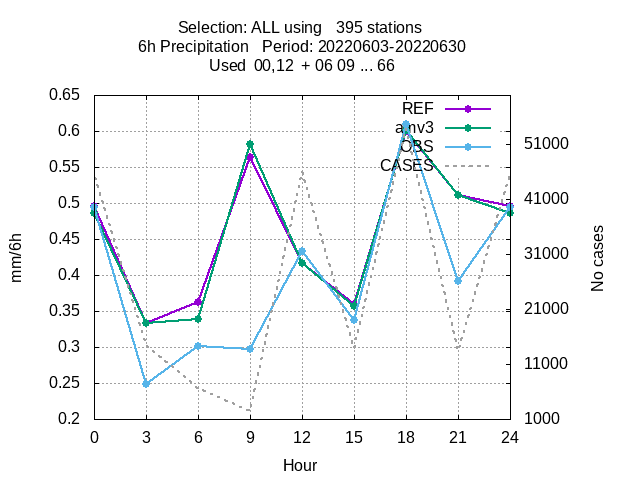 Selection: ALL using   395 stations
6h Precipitation   Period: 20220603-20220630
Used  00,12  + 06 09 ... 66
REF
amv3
OBS
CASES
0.65
0.6
0.55
0.5
0.45
0.4
0.35
0.3
0.25
0.2
mm/6h
51000
41000
31000
21000
11000
1000
No cases
0 3 6 9 12 15 18 21 24
Hour